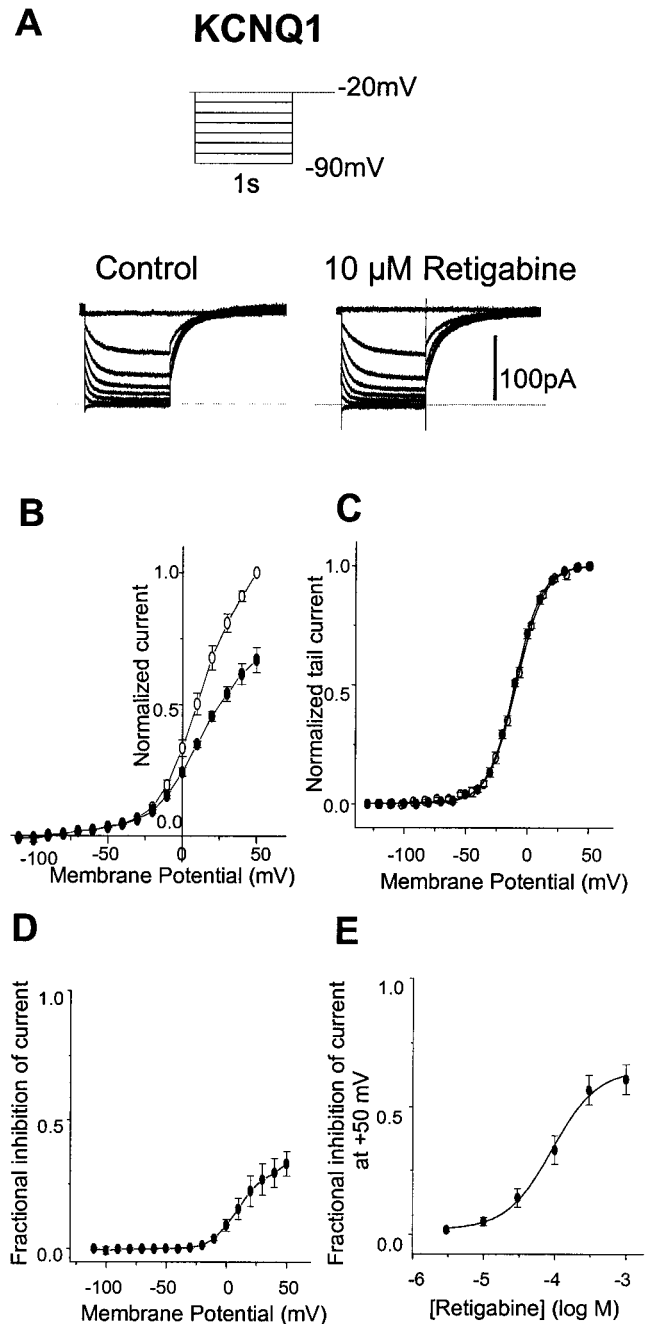 A
KCNQ1
-20mV
-90mV
1s
Control
10 µM Retigabine
100pA
B
Normalized current
1.0
0.5
0.0
-100
-50
0
50
Membrane Potential (mV)
C
Normalized tail current
1.0
0.5
0.0
-100
-50
0
50
Membrane Potential (mV)
D
Fractional inhibition of current
1.0
0.5
0.0
-100
-50
0
50
Membrane Potential (mV)
E
Fractional inhibition of current
at +50 mV
1.0
0.5
0.0
-6
-5
-4
-3
[Retigabine] (log M)